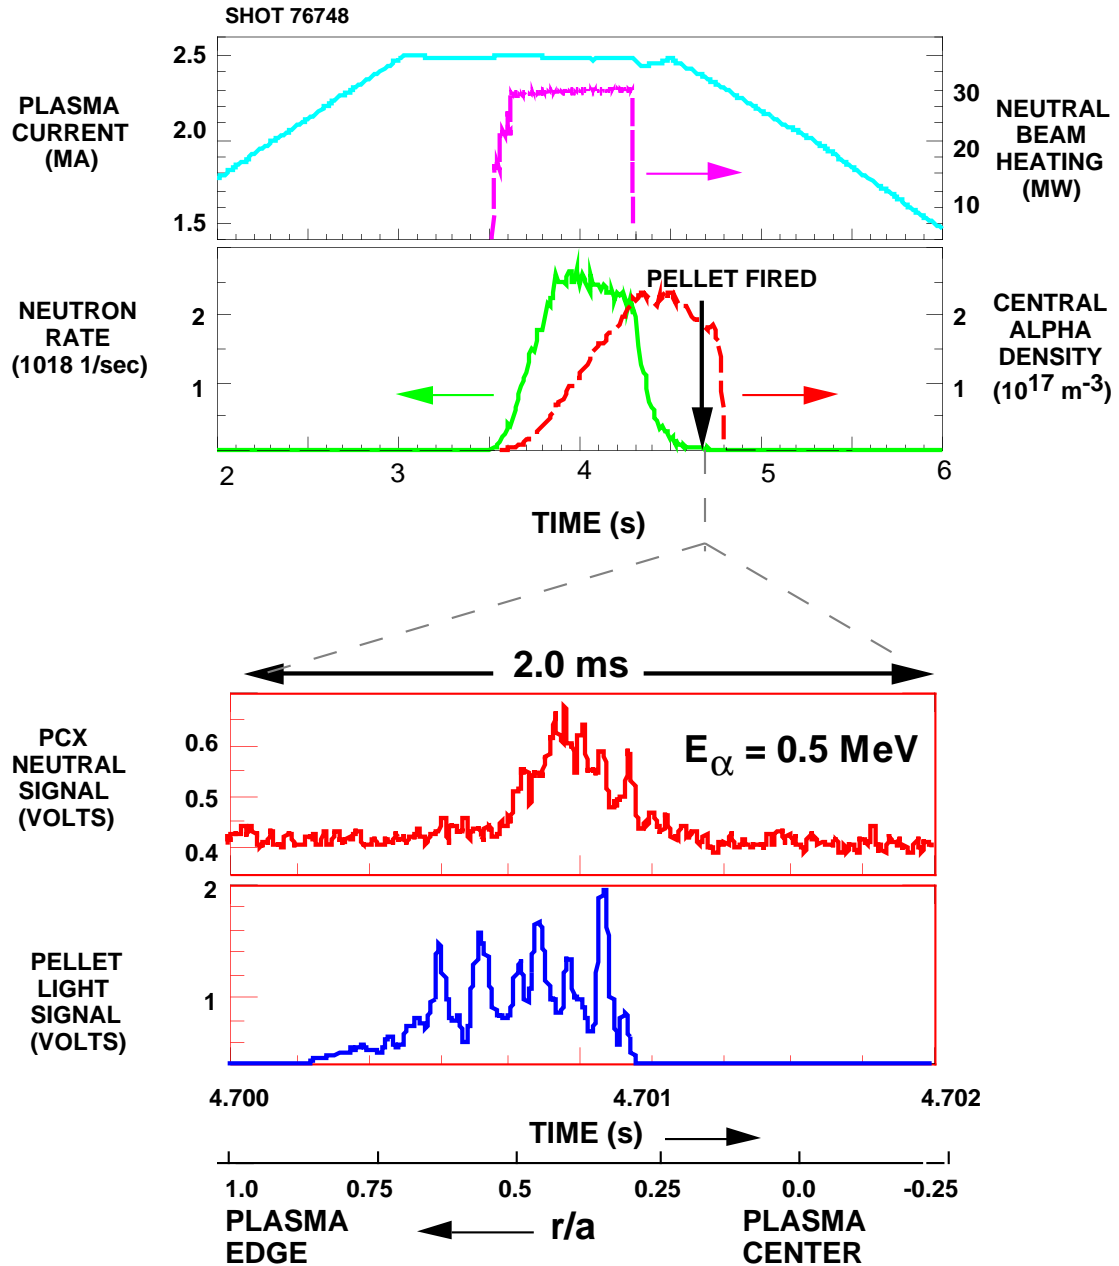 SHOT 76748
PLASMA
CURRENT
(MA)
2.5
2.0
1.5
30
20
10
NEUTRAL
BEAM
HEATING
(MW)
NEUTRON
RATE
(1018 1/sec)
2
1
PELLET FIRED
2
1
CENTRAL
ALPHA
DENSITY
(10^17 m^-3)
2 3 4 5 6
TIME (s)
2.0 ms
PCX
NEUTRAL
SIGNAL
(VOLTS)
0.6
0.5
0.4
Eα = 0.5 MeV
PELLET
LIGHT
SIGNAL
(VOLTS)
2
1
4.700 4.701 4.702
TIME (s)
1.0 0.75 0.5 0.25 0.0 -0.25
PLASMA
EDGE
r/a
PLASMA
CENTER